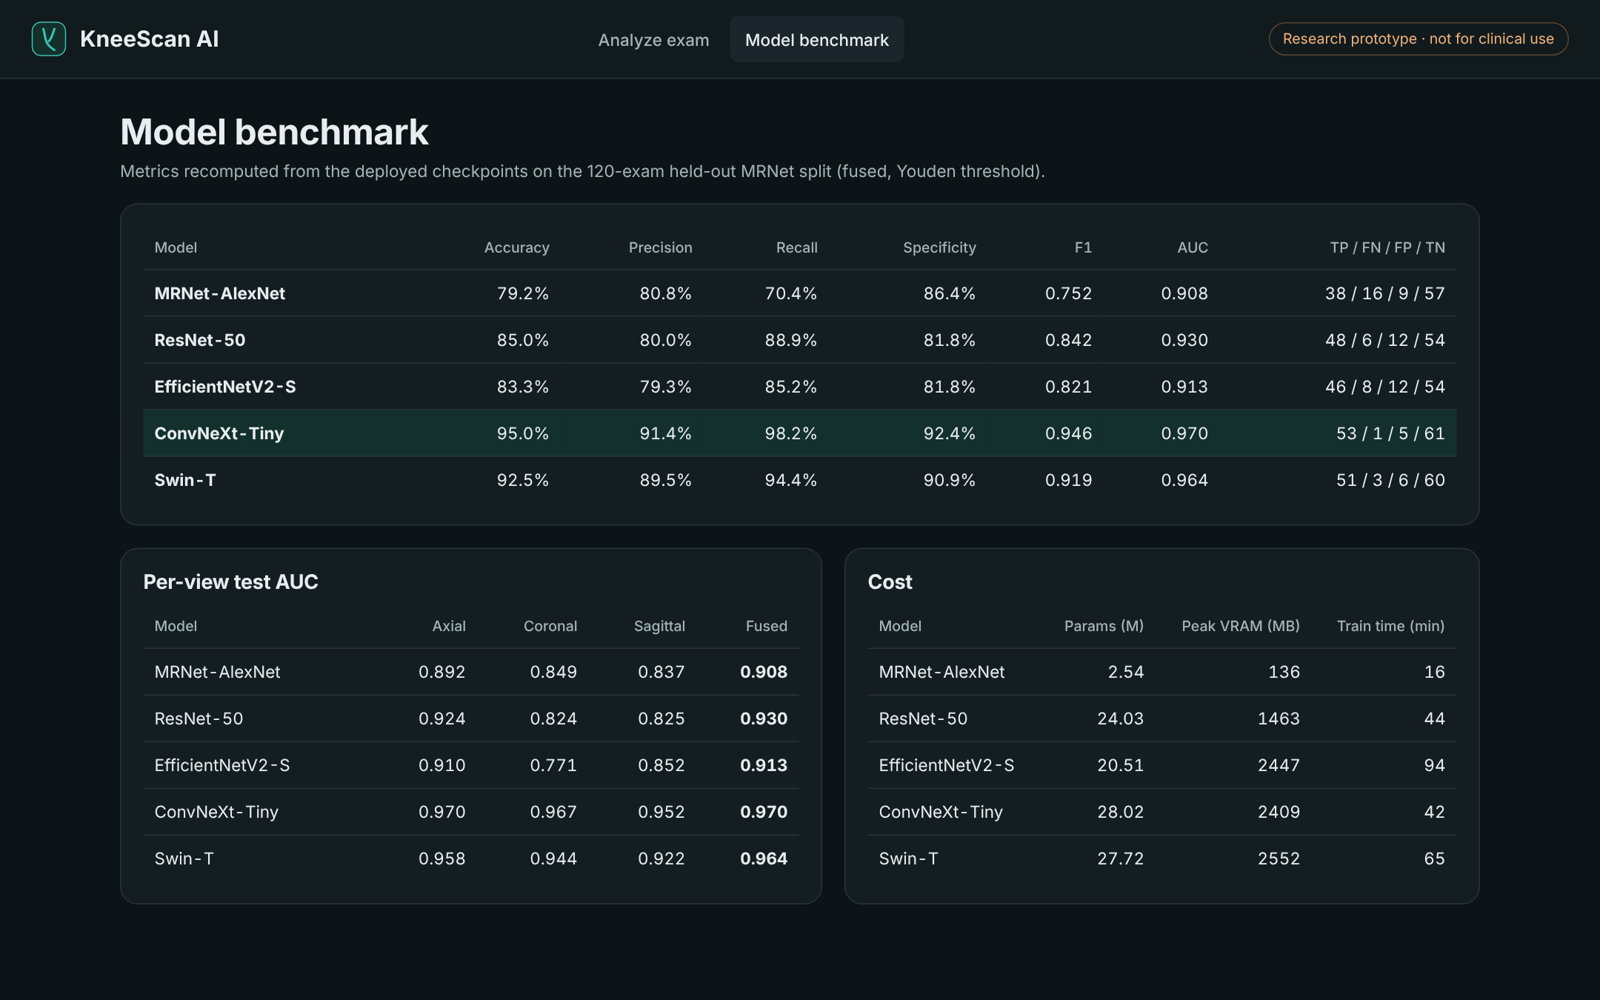 KneeScan AI
Analyze exam
Model benchmark
Research prototype · not for clinical use
Model benchmark
Metrics recomputed from the deployed checkpoints on the 120-exam held-out MRNet split (fused, Youden threshold).
Model Accuracy Precision Recall Specificity F1 AUC TP / FN / FP / TN
MRNet-AlexNet 79.2% 80.8% 70.4% 86.4% 0.752 0.908 38 / 16 / 9 / 57
ResNet-50 85.0% 80.0% 88.9% 81.8% 0.842 0.930 48 / 6 / 12 / 54
EfficientNetV2-S 83.3% 79.3% 85.2% 81.8% 0.821 0.913 46 / 8 / 12 / 54
ConvNeXt-Tiny 95.0% 91.4% 98.2% 92.4% 0.946 0.970 53 / 1 / 5 / 61
Swin-T 92.5% 89.5% 94.4% 90.9% 0.919 0.964 51 / 3 / 6 / 60
Per-view test AUC
Model Axial Coronal Sagittal Fused
MRNet-AlexNet 0.892 0.849 0.837 0.908
ResNet-50 0.924 0.824 0.825 0.930
EfficientNetV2-S 0.910 0.771 0.852 0.913
ConvNeXt-Tiny 0.970 0.967 0.952 0.970
Swin-T 0.958 0.944 0.922 0.964
Cost
Model Params (M) Peak VRAM (MB) Train time (min)
MRNet-AlexNet 2.54 136 16
ResNet-50 24.03 1463 44
EfficientNetV2-S 20.51 2447 94
ConvNeXt-Tiny 28.02 2409 42
Swin-T 27.72 2552 65